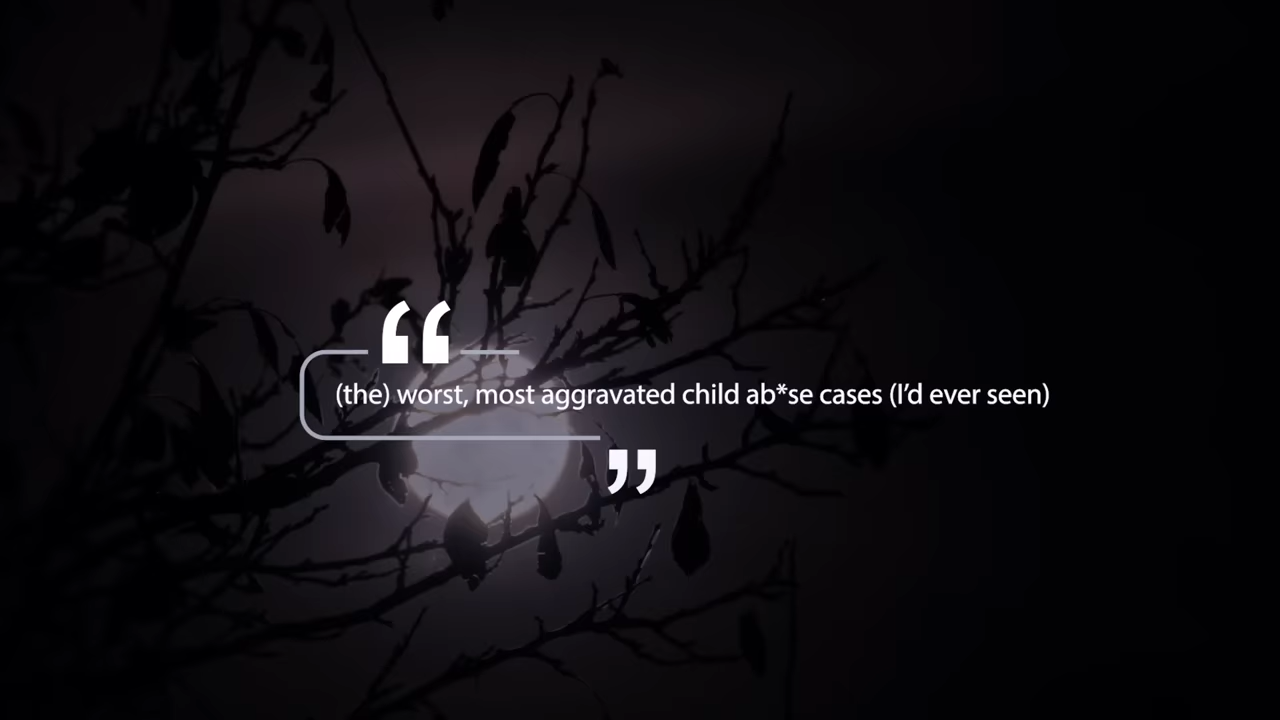 (the) worst, most aggravated child ab*se cases (I’d ever seen)